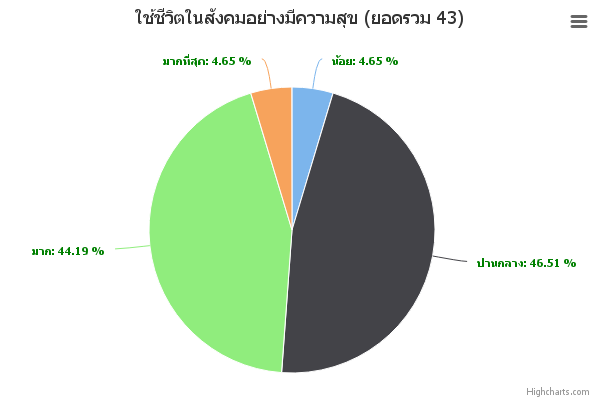 ใช้ชีวิตในสังคมอย่างมีความสุข (ยอดรวม 43)
มากที่สุด: 4.65 %
น้อย: 4.65 %
มาก: 44.19 %
ปานกลาง: 46.51 %
Highcharts.com